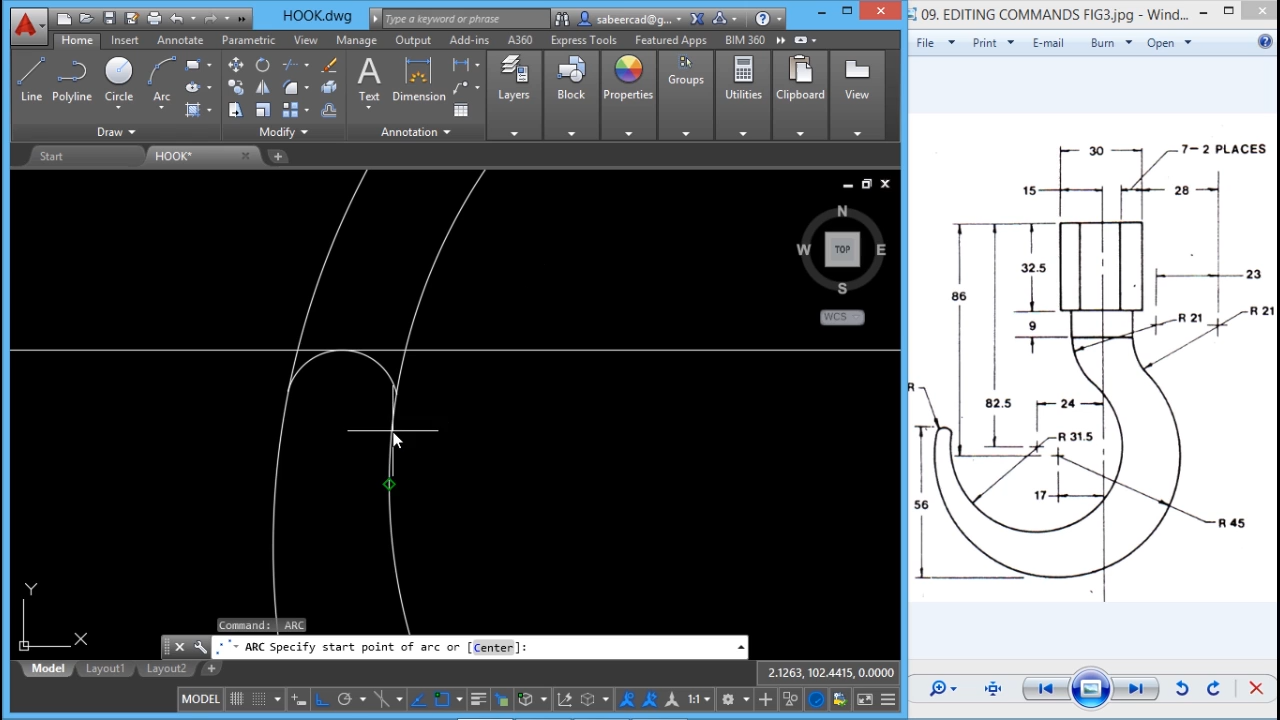 HOOK.dwg
Type a keyword or phrase
sabeercad@g...
Home Insert Annotate Parametric View Manage Output Add-ins A360 Express Tools Featured Apps BIM 360
Line Polyline Circle Arc
Text Dimension
Layers Block Properties Groups Utilities Clipboard View
Draw Modify Annotation
Start HOOK*
N
W TOP E
S
WCS
Y
X
Command: ARC
ARC Specify start point of arc or [Center]:
Model Layout1 Layout2 +
2.1263, 102.4415, 0.0000
MODEL 1:1
09. EDITING COMMANDS FIG3.jpg - Wind...
File Print E-mail Burn Open
30 7-2 PLACES
15 28
32.5 23
86
R 21 R 21
9
82.5 24
R
R 31.5
17
56
R 45